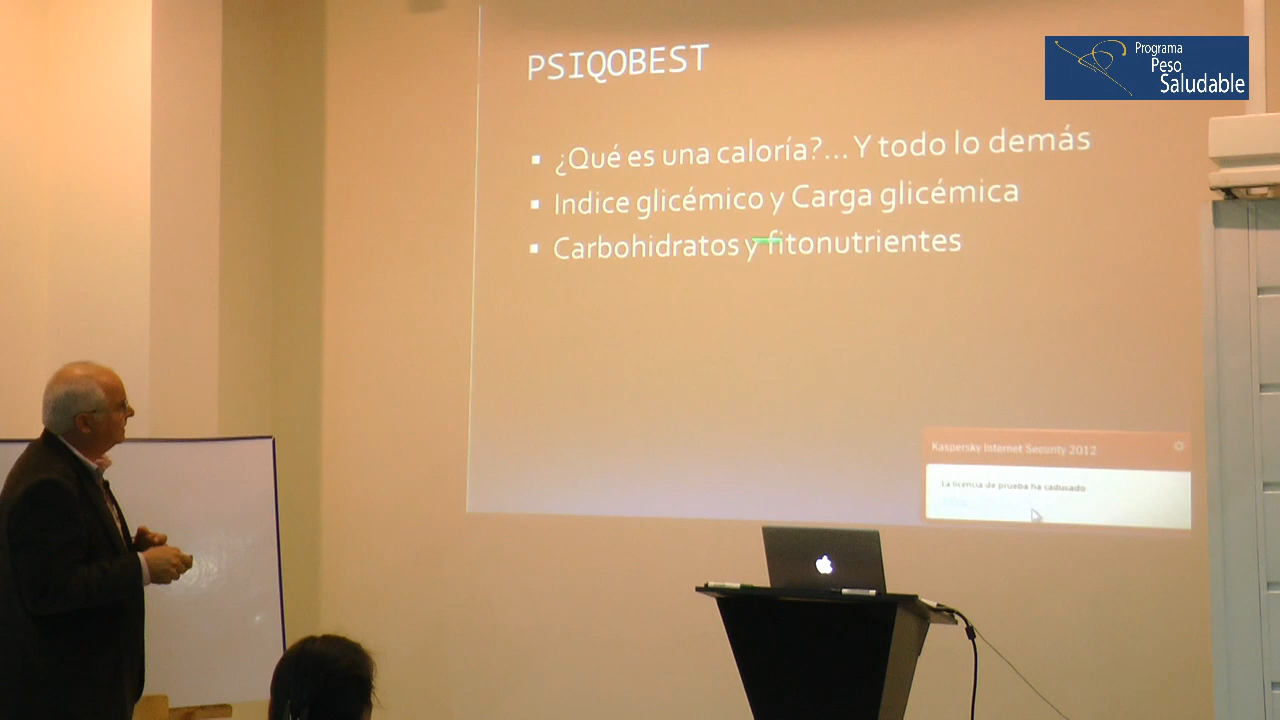 PSIQOBEST
Programa
Peso
Saludable
▪ ¿Qué es una caloría?... Y todo lo demás
▪ Indice glicémico y Carga glicémica
▪ Carbohidratos y fitonutrientes
Kaspersky Internet Security 2012
La licencia de prueba ha caducado